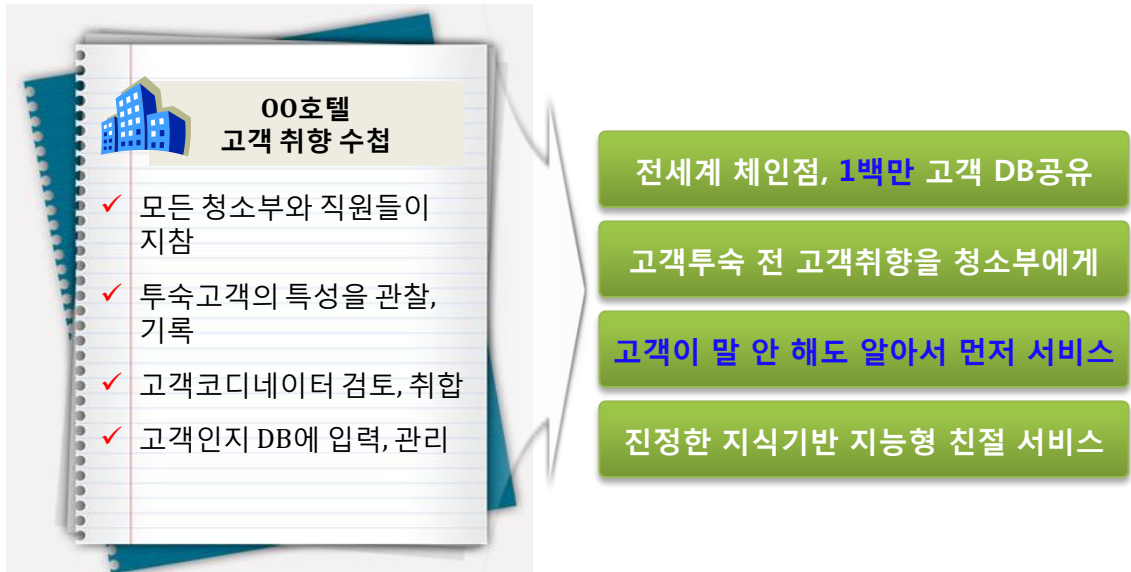 OO호텔
고객 취향 수첩
모든 청소부와 직원들이
지참
투숙고객의 특성을 관찰,
기록
고객코디네이터 검토, 취합
고객인지 DB에 입력, 관리
전세계 체인점, 1백만 고객 DB공유
고객투숙 전 고객취향을 청소부에게
고객이 말 안 해도 알아서 먼저 서비스
진정한 지식기반 지능형 친절 서비스